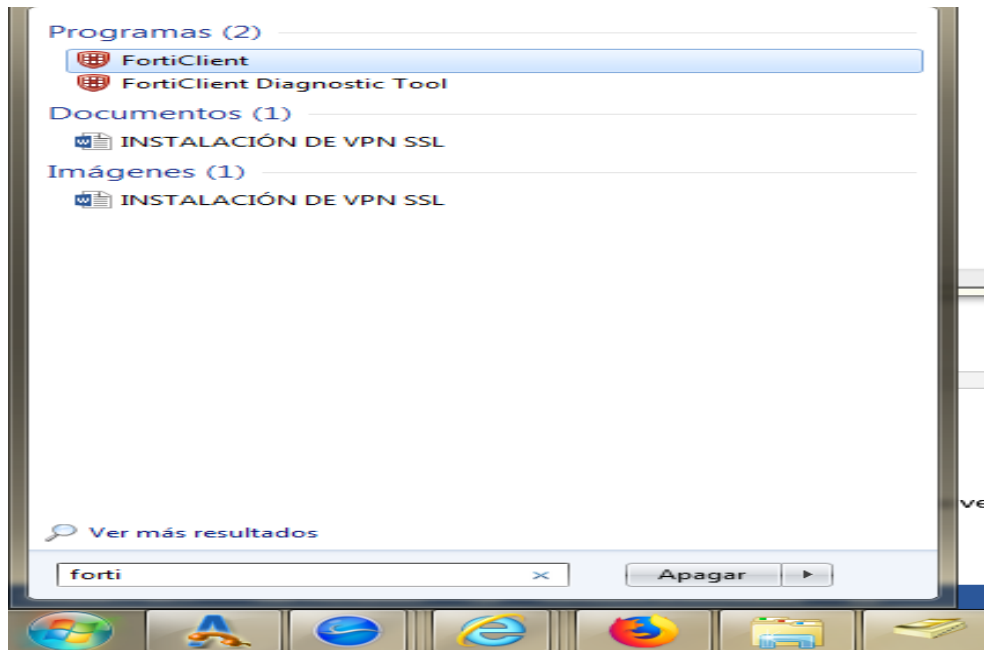 Programas (2)
FortiClient
FortiClient Diagnostic Tool
Documentos (1)
INSTALACIÓN DE VPN SSL
Imágenes (1)
INSTALACIÓN DE VPN SSL
ve
Ver más resultados
forti
Apagar